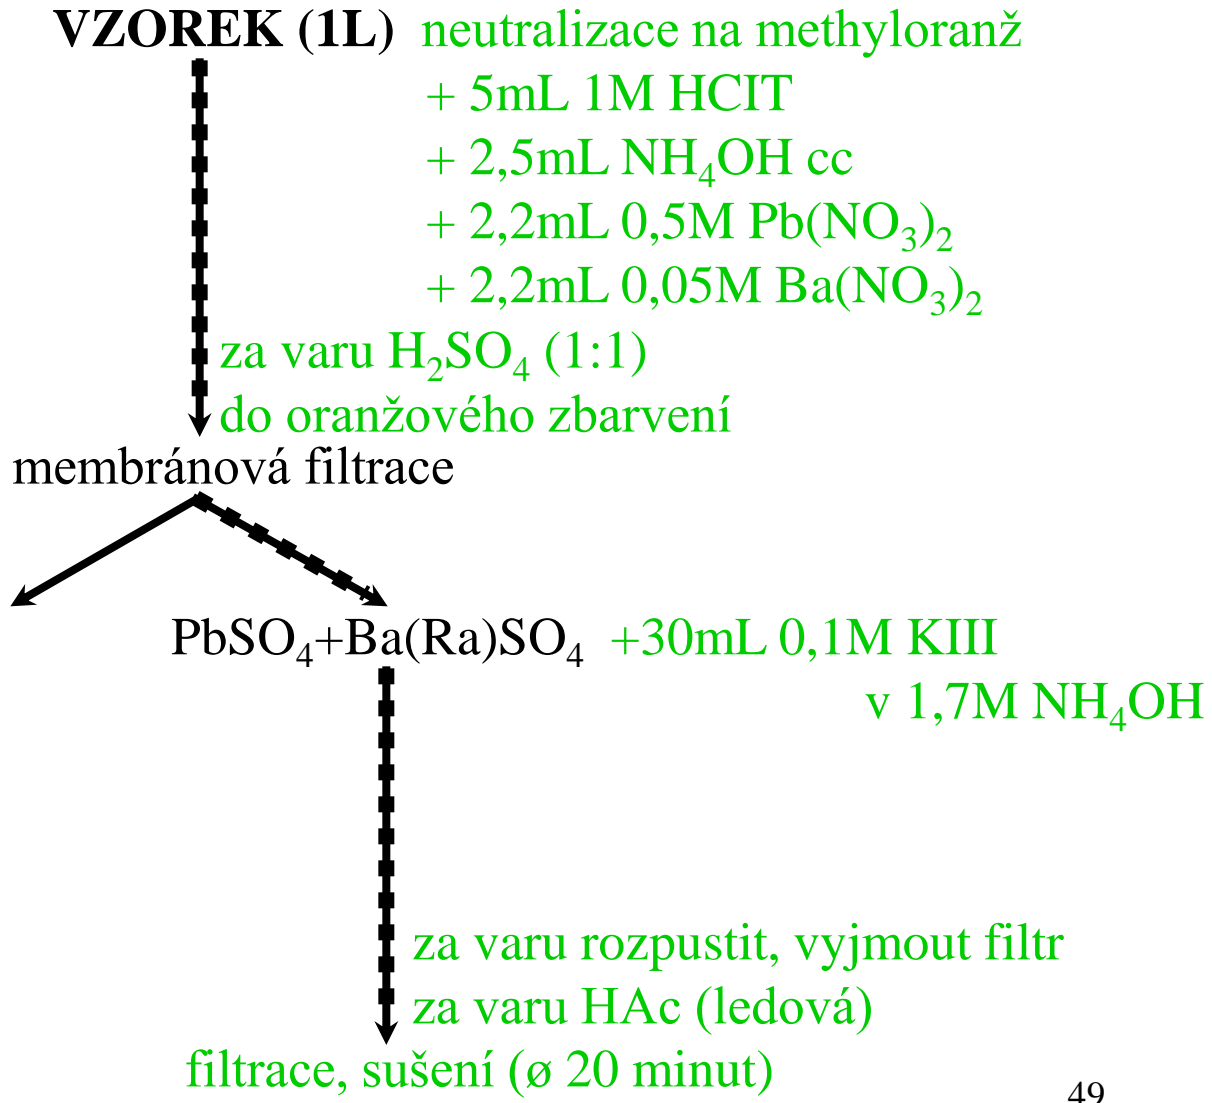 VZOREK (1L) neutralizace na methyloranž
+ 5mL 1M HCIT
+ 2,5mL NH₄OH cc
+ 2,2mL 0,5M Pb(NO₃)₂
+ 2,2mL 0,05M Ba(NO₃)₂
za varu H₂SO₄ (1:1)
do oranžového zbarvení
membránová filtrace
PbSO₄+Ba(Ra)SO₄ +30mL 0,1M KIII
v 1,7M NH₄OH
za varu rozpustit, vyjmout filtr
za varu HAc (ledová)
filtrace, sušení (ø 20 minut)
49